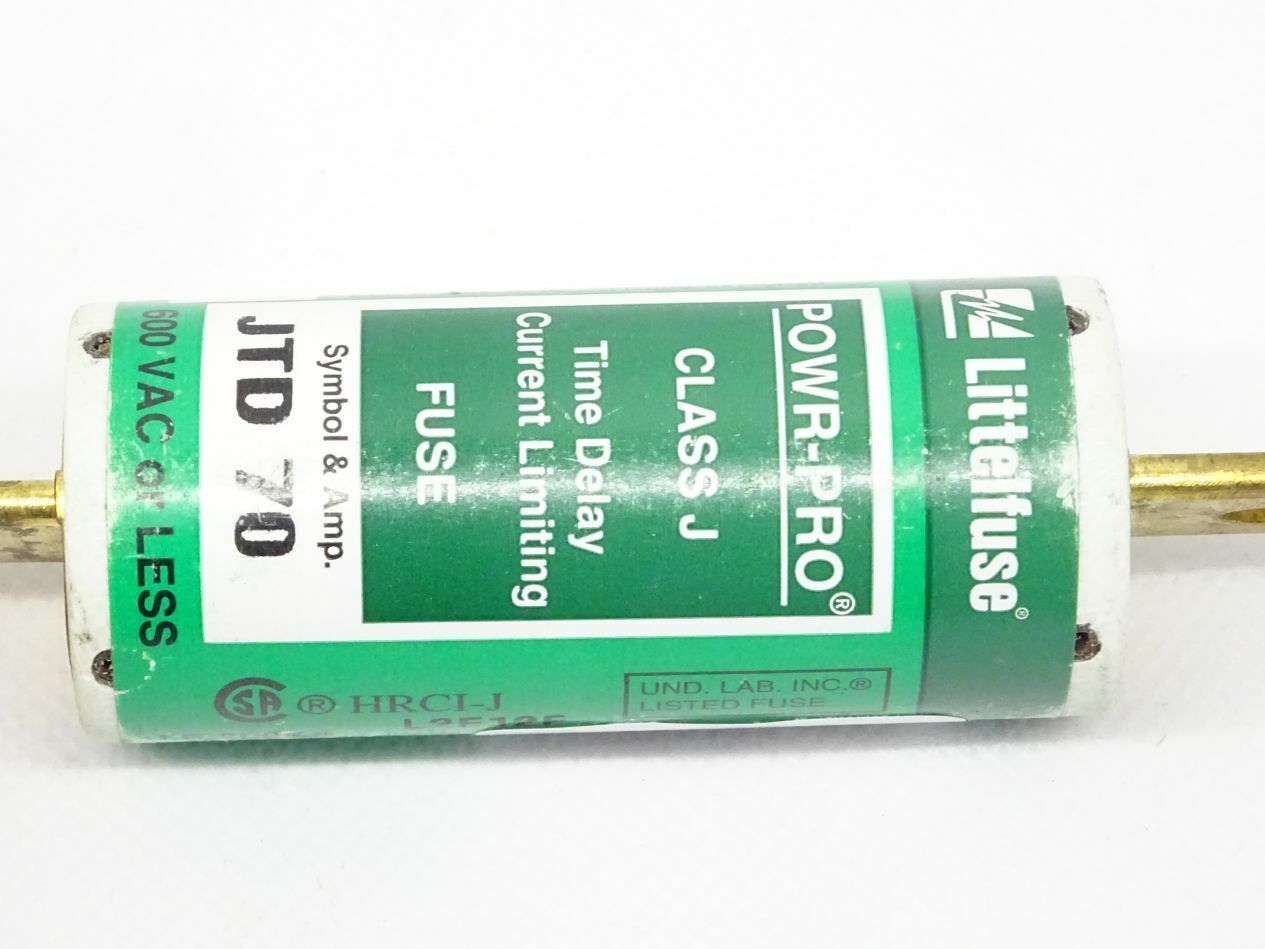 Littelfuse®
POWR-PRO®
CLASS J
Time Delay
Current Limiting
FUSE
Symbol & Amp.
JTD 70
600 VAC or LESS
SA ® HRCI-J
UND. LAB. INC.®
LISTED FUSE